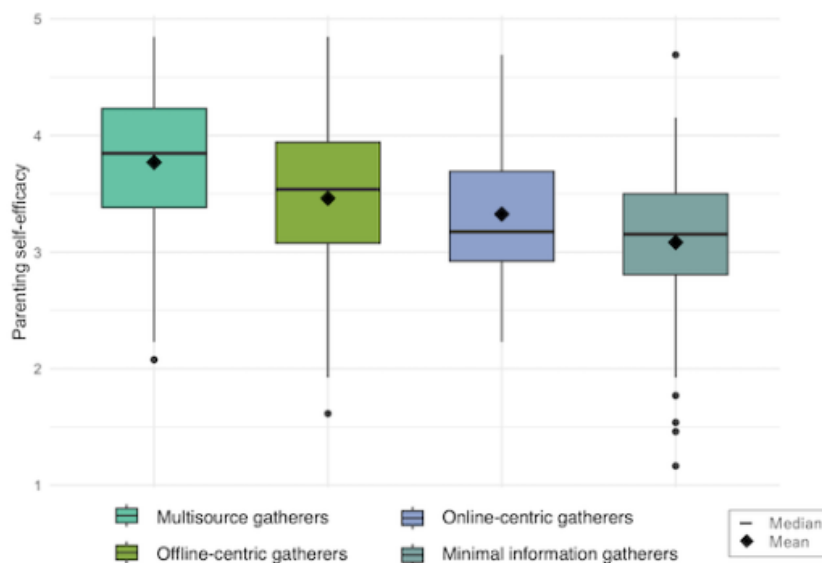 5
4
3
2
1
Parenting self-efficacy
Multisource gatherers
Online-centric gatherers
Offline-centric gatherers
Minimal information gatherers
Median
Mean